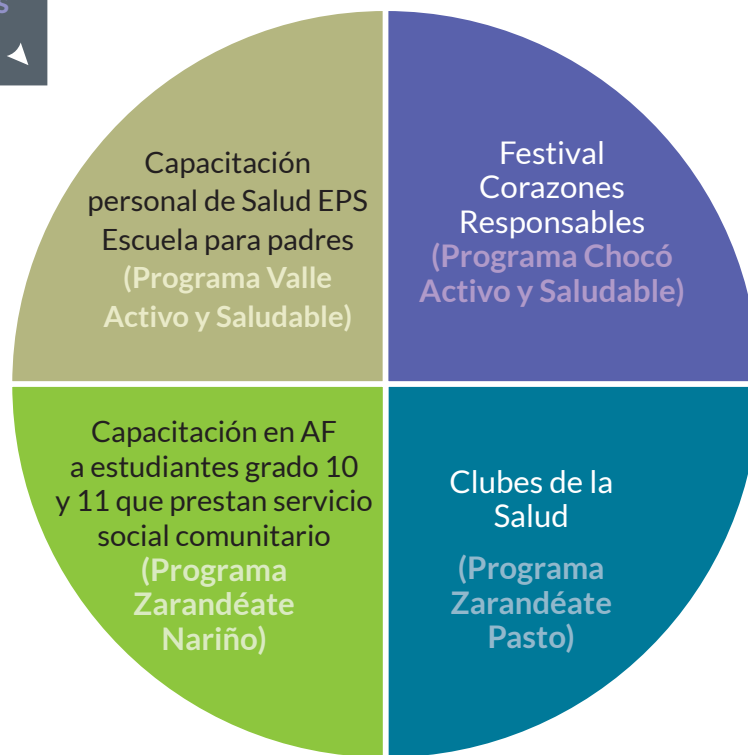 s
Capacitación
personal de Salud EPS
Escuela para padres
(Programa Valle
Activo y Saludable)
Festival
Corazones
Responsables
(Programa Chocó
Activo y Saludable)
Capacitación en AF
a estudiantes grado 10
y 11 que prestan servicio
social comunitario
(Programa
Zarandéate
Nariño)
Clubes de la
Salud
(Programa
Zarandéate
Pasto)